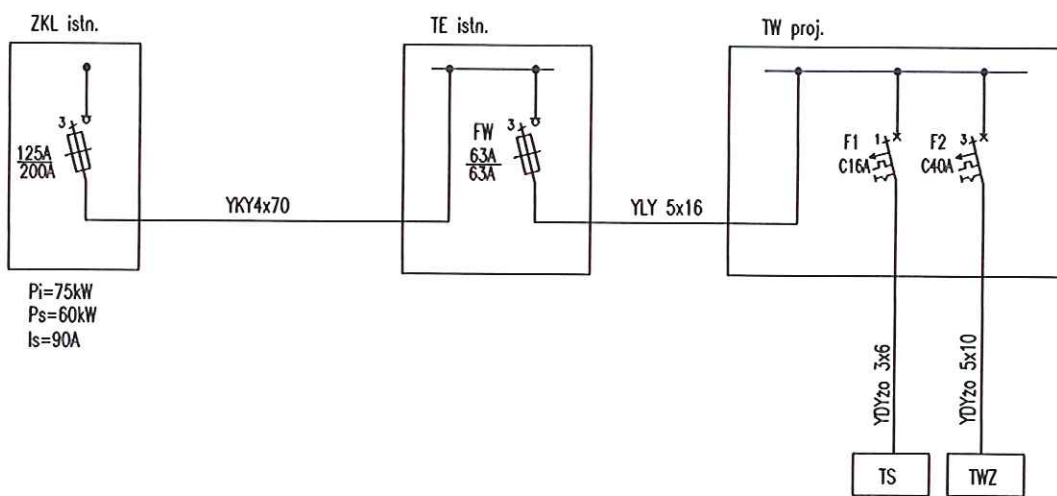 ZKL istn.
TE istn.
TW proj.
3
125A
200A
FW
3
63A
63A
F1
1
C16A
F2
3
C40A
YKY4x70
YLY 5x16
Pi=75kW
Ps=60kW
Is=90A
YDYżo 3x6
YDYżo 5x10
TS
TWZ